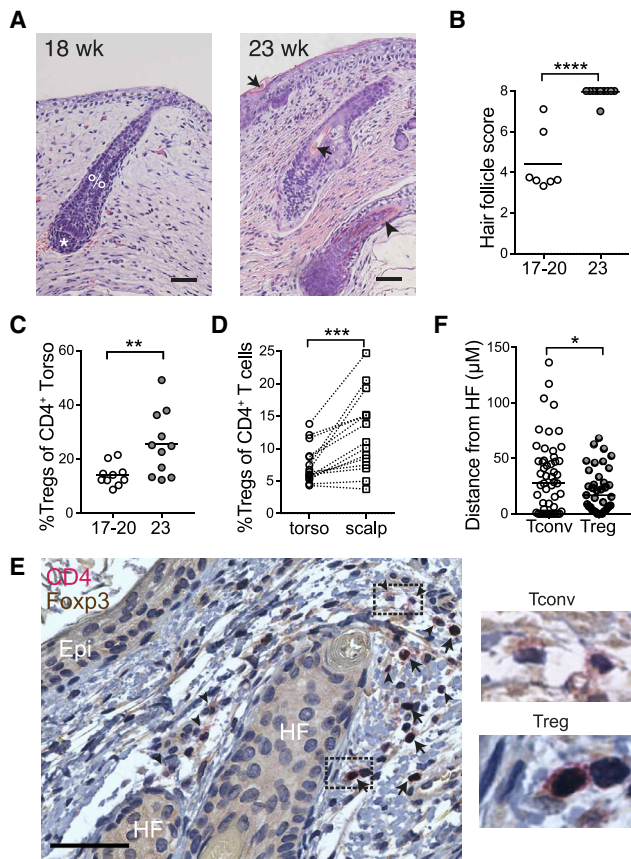 A
18 wk
%
*
23 wk
B
****
Hair follicle score
8
6
4
2
0
17-20
23
C
**
%Tregs of CD4+ Torso
60
40
20
0
17-20
23
D
***
%Tregs of CD4+ T cells
25
20
15
10
5
0
torso
scalp
F
*
Distance from HF (µM)
150
100
50
0
Tconv
Treg
E
CD4
Foxp3
Epi
HF
HF
Tconv
Treg